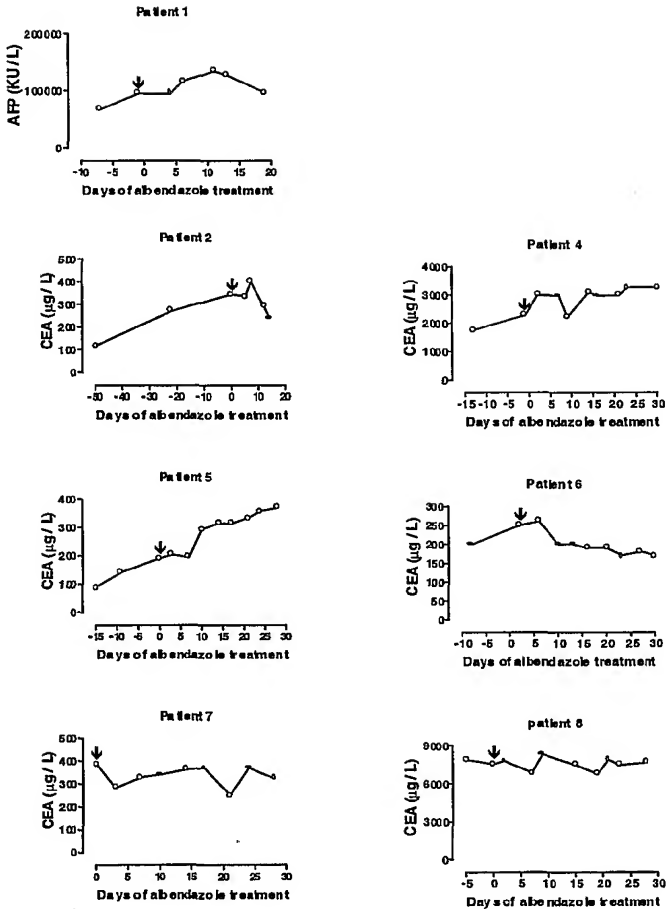 Patient 1
AFP (KU/L)
200000
100000
0
-10 -5 0 5 10 15 20
Days of albendazole treatment
Patient 2
CEA (µg/L)
500
400
300
200
100
0
-50 -50 -40 -30 -20 -10 0 10 20
Days of albendazole treatment
Patient 4
CEA (µg/L)
4000
3000
2000
1000
0
-15 -10 -5 0 5 10 15 20 25 30
Days of albendazole treatment
Patient 5
CEA (µg/L)
400
300
200
100
0
-15 -10 -5 0 5 10 15 20 25 30
Days of albendazole treatment
Patient 6
CEA (µg/L)
300
250
200
150
100
50
0
-10 -5 0 5 10 15 20 25 30
Days of albendazole treatment
Patient 7
CEA (µg/L)
500
400
300
200
100
0
0 5 10 15 20 25 30
Days of albendazole treatment
patient 8
CEA (µg/L)
9000
6000
3000
0
-5 0 5 10 15 20 25 30
Days of albendazole treatment